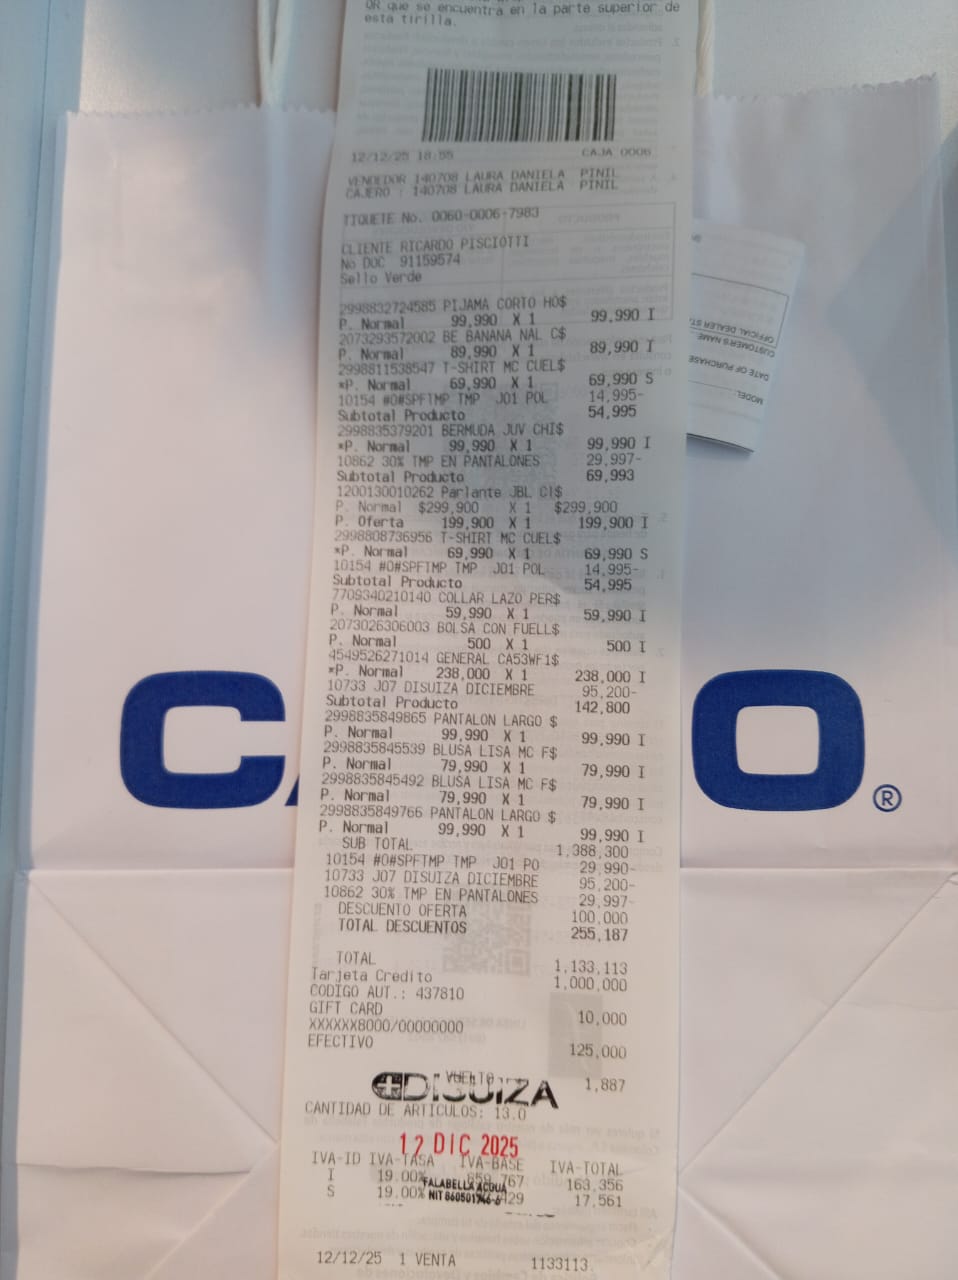 QR que se encuentra en la parte superior de
esta tirilla.
12/12/25 18:55 CAJA 0006
VENDEDOR 140708 LAURA DANIELA PINIL
CAJERO : 140708 LAURA DANIELA PINIL
TIQUETE No. 0060-0006-7983
CLIENTE RICARDO PISCIOTTI
No DOC 91159574
Sello Verde
2998832724585 PIJAMA CORTO HO$
P. Normal 99,990 X 1 99,990 I
2073293572002 BE BANANA NAL C$
P. Normal 89,990 X 1 89,990 I
2998811538547 T-SHIRT MC CUEL$
*P. Normal 69,990 X 1 69,990 S
10154 #O#SPFTMP TMP J01 POL 14,995-
Subtotal Producto 54,995
2998835379201 BERMUDA JUV CHI$
*P. Normal 99,990 X 1 99,990 I
10862 30% TMP EN PANTALONES 29,997-
Subtotal Producto 69,993
1200130010262 Parlante JBL CI$
P. Normal $299,900 X 1 $299,900
P. Oferta 199,900 X 1 199,900 I
2998808736956 T-SHIRT MC CUEL$
*P. Normal 69,990 X 1 69,990 S
10154 #O#SPFTMP TMP J01 POL 14,995-
Subtotal Producto 54,995
7709340210140 COLLAR LAZO PER$
P. Normal 59,990 X 1 59,990 I
2073026306003 BOLSA CON FUELL$
P. Normal 500 X 1 500 I
4549526271014 GENERAL CA53WF1$
*P. Normal 238,000 X 1 238,000 I
10733 J07 DISUIZA DICIEMBRE 95,200-
Subtotal Producto 142,800
2998835849865 PANTALON LARGO $
P. Normal 99,990 X 1 99,990 I
2998835845539 BLUSA LISA MC F$
P. Normal 79,990 X 1 79,990 I
2998835845492 BLUSA LISA MC F$
P. Normal 79,990 X 1 79,990 I
2998835849766 PANTALON LARGO $
P. Normal 99,990 X 1 99,990 I
SUB TOTAL 1,388,300
10154 #O#SPFTMP TMP J01 PO 29,990-
10733 J07 DISUIZA DICIEMBRE 95,200-
10862 30% TMP EN PANTALONES 29,997-
DESCUENTO OFERTA 100,000
TOTAL DESCUENTOS 255,187
TOTAL 1,133,113
Tarjeta Credito 1,000,000
CODIGO AUT.: 437810
GIFT CARD 10,000
XXXXXX8000/00000000
EFECTIVO 125,000
VUELTO 1,887
DISUIZA
CANTIDAD DE ARTICULOS: 13.0
12 DIC 2025
IVA-ID IVA-TASA IVA-BASE IVA-TOTAL
I 19.00% 859,767 163,356
S 19.00% 429 17,561
FALABELLA ACQUA
NIT 860501746-6
12/12/25 1 VENTA 1133113
C O ®
OFFICIAL DEALER
CUSTOMER'S NAME
DATE OF PURCHASE
MODEL: